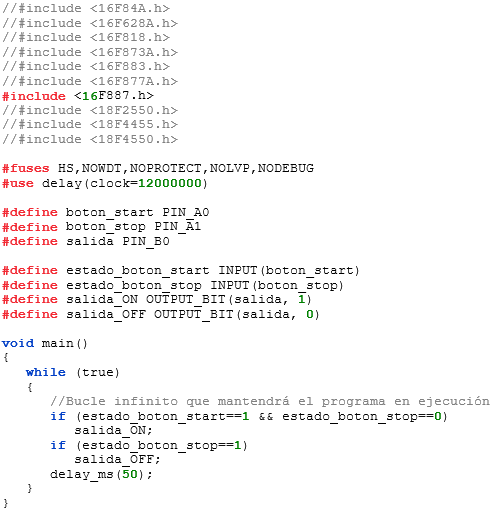 //#include <16F84A.h>
//#include <16F628A.h>
//#include <16F818.h>
//#include <16F873A.h>
//#include <16F883.h>
//#include <16F877A.h>
#include <16F887.h>
//#include <18F2550.h>
//#include <18F4455.h>
//#include <18F4550.h>

#fuses HS,NOWDT,NOPROTECT,NOLVP,NODEBUG
#use delay(clock=12000000)

#define boton_start PIN_A0
#define boton_stop PIN_A1
#define salida PIN_B0

#define estado_boton_start INPUT(boton_start)
#define estado_boton_stop INPUT(boton_stop)
#define salida_ON OUTPUT_BIT(salida, 1)
#define salida_OFF OUTPUT_BIT(salida, 0)

void main()
{
   while (true)
   {
      //Bucle infinito que mantendrá el programa en ejecución
      if (estado_boton_start==1 && estado_boton_stop==0)
         salida_ON;
      if (estado_boton_stop==1)
         salida_OFF;
      delay_ms(50);
   }
}